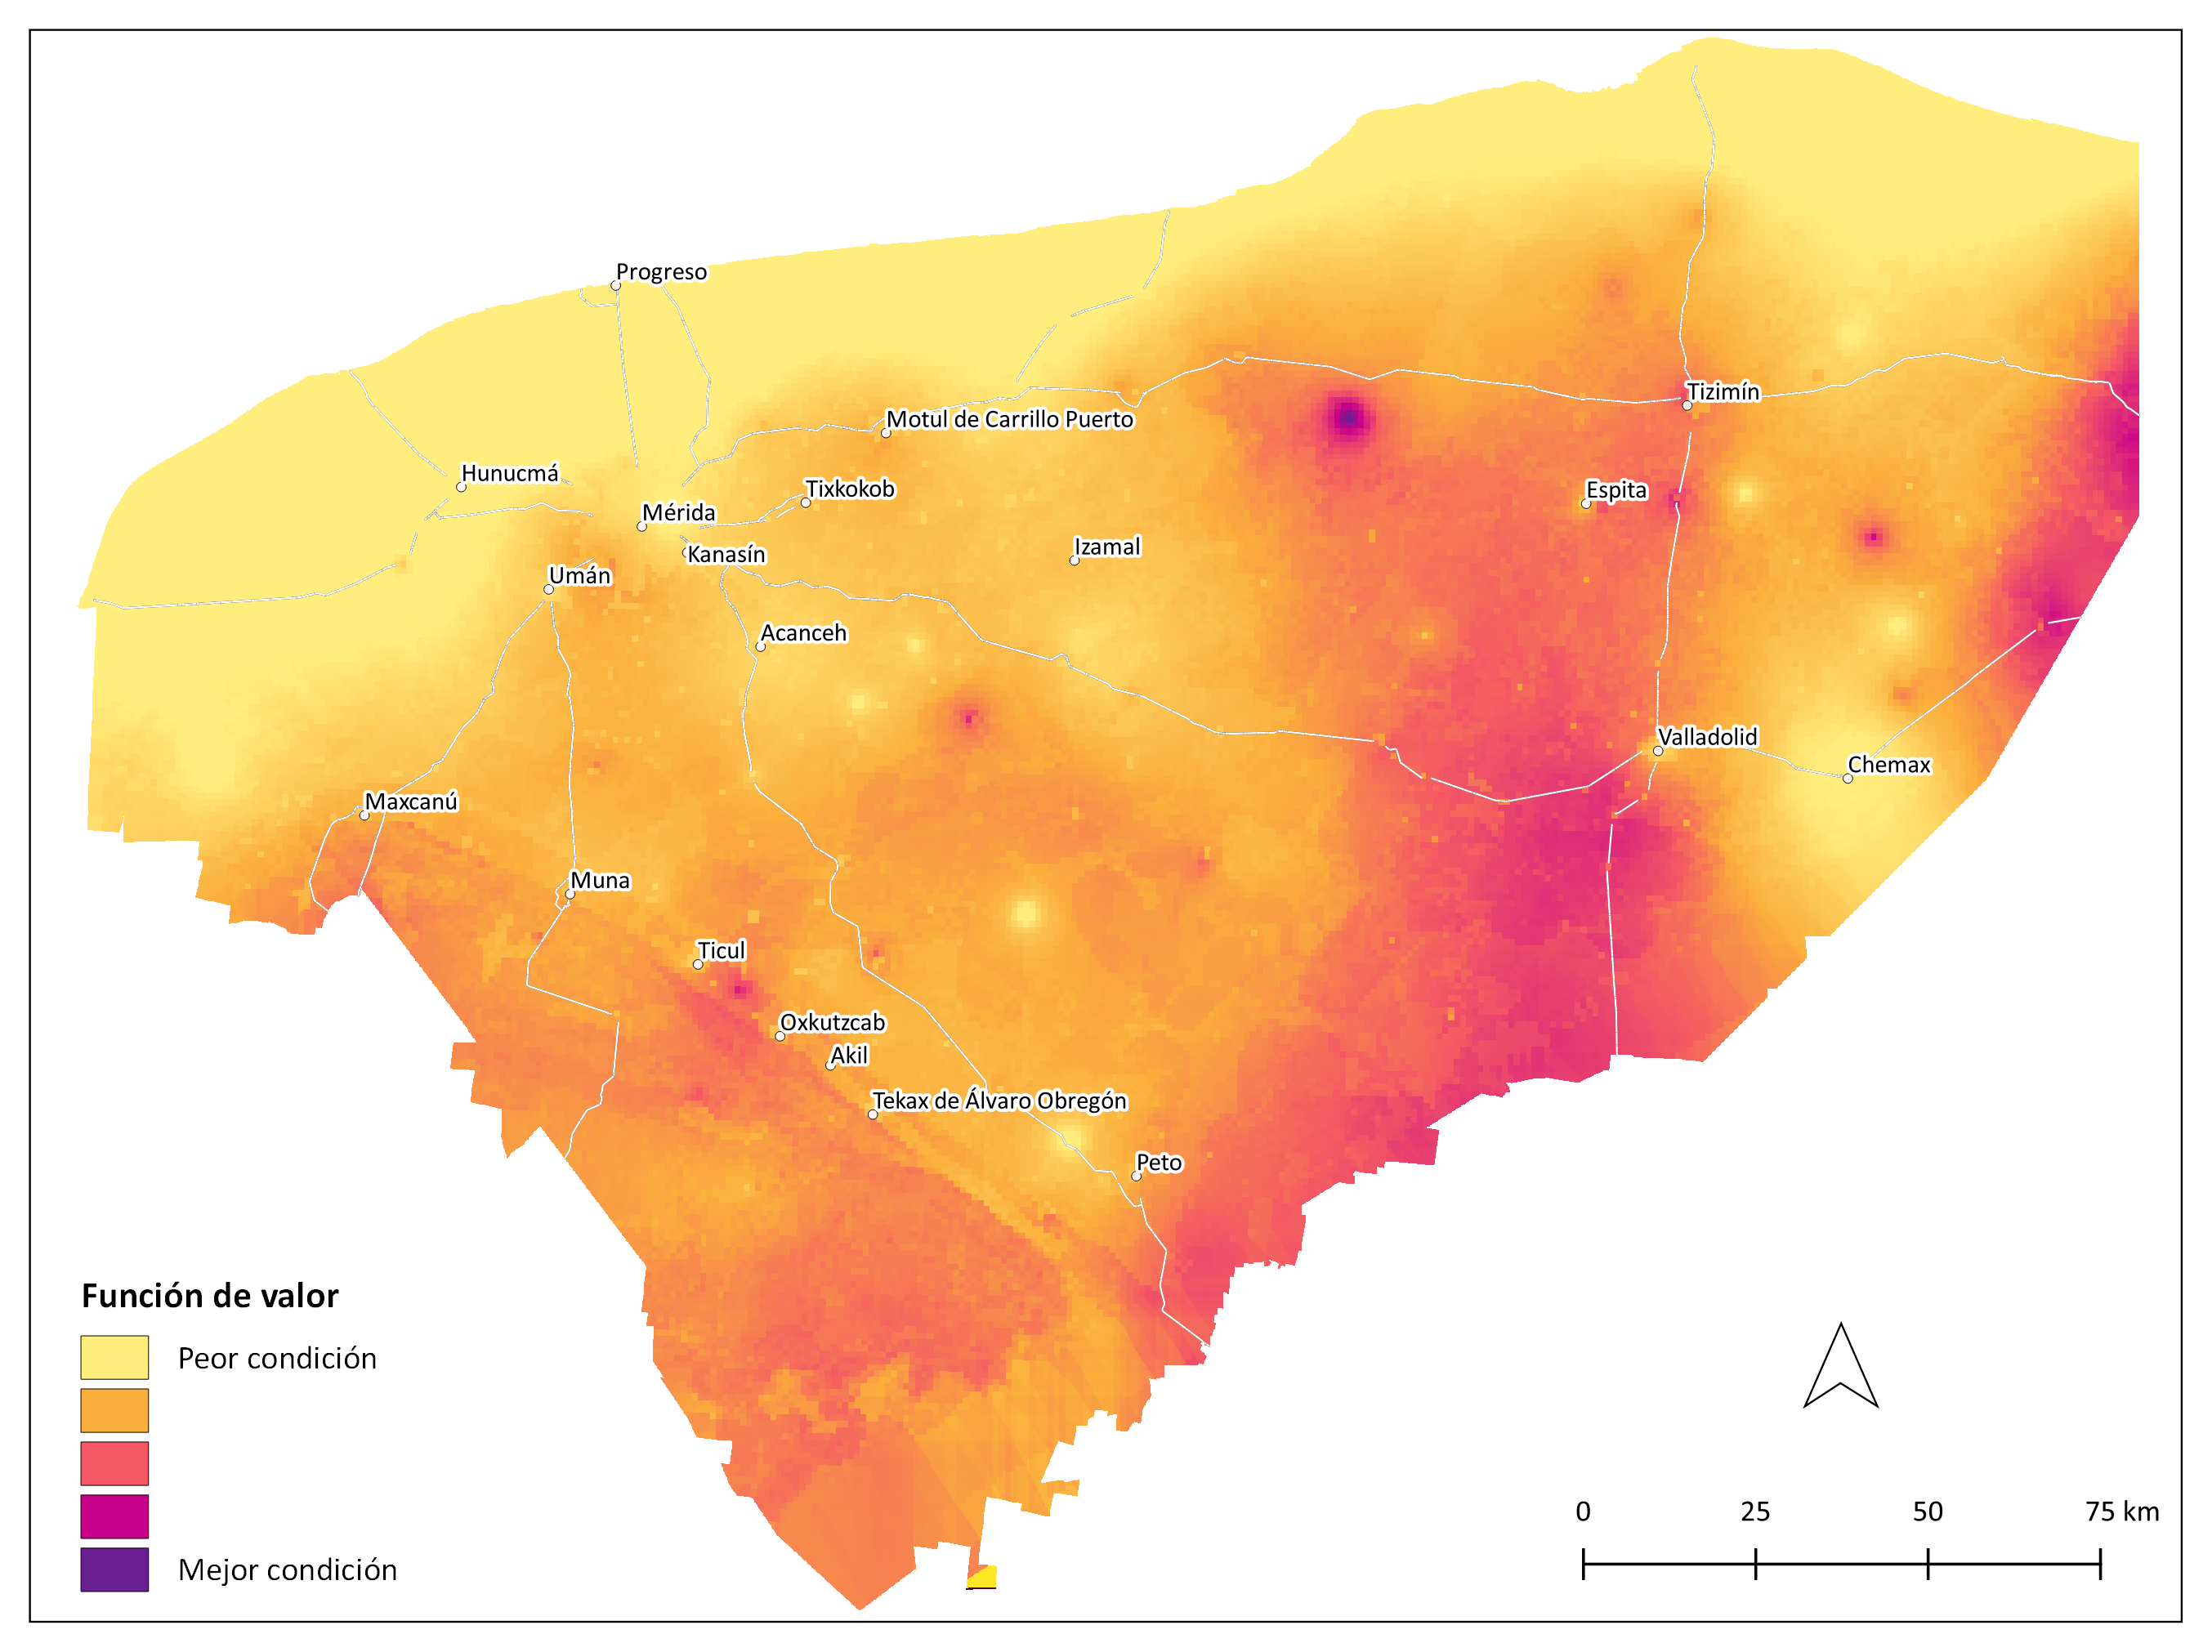 Progreso
Tizimín
Motul de Carrillo Puerto
Hunucmá
Tixkokob
Espita
Mérida
Izamal
Kanasín
Umán
Acanceh
Valladolid
Chemax
Maxcanú
Muna
Ticul
Oxkutzcab
Akil
Tekax de Álvaro Obregón
Peto
Función de valor
Peor condición
Mejor condición
0 25 50 75 km